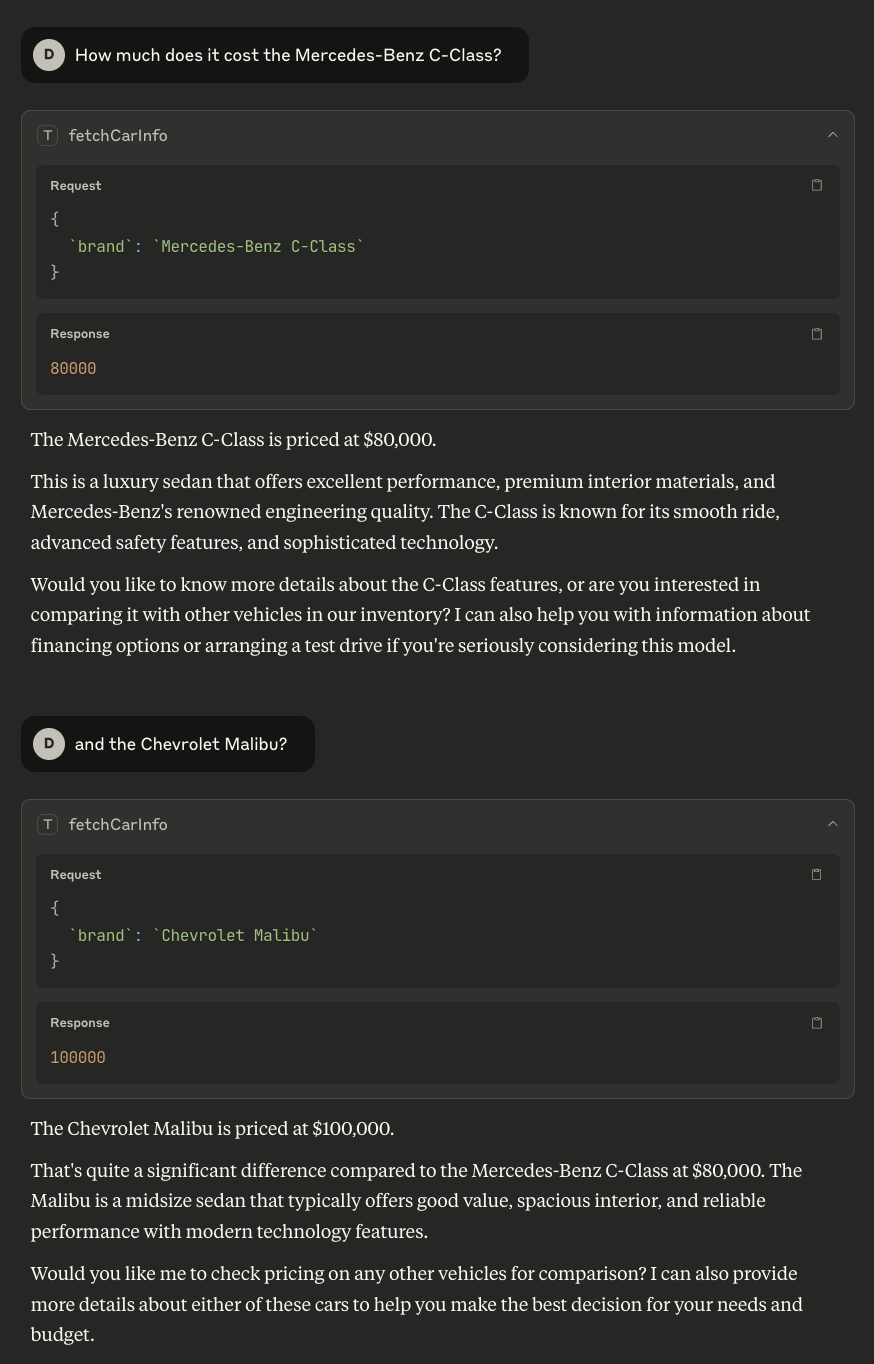 D How much does it cost the Mercedes-Benz C-Class?
T fetchCarInfo
Request
{
`brand`: `Mercedes-Benz C-Class`
}
Response
80000
The Mercedes-Benz C-Class is priced at $80,000.
This is a luxury sedan that offers excellent performance, premium interior materials, and
Mercedes-Benz's renowned engineering quality. The C-Class is known for its smooth ride,
advanced safety features, and sophisticated technology.
Would you like to know more details about the C-Class features, or are you interested in
comparing it with other vehicles in our inventory? I can also help you with information about
financing options or arranging a test drive if you're seriously considering this model.
D and the Chevrolet Malibu?
T fetchCarInfo
Request
{
`brand`: `Chevrolet Malibu`
}
Response
100000
The Chevrolet Malibu is priced at $100,000.
That's quite a significant difference compared to the Mercedes-Benz C-Class at $80,000. The
Malibu is a midsize sedan that typically offers good value, spacious interior, and reliable
performance with modern technology features.
Would you like me to check pricing on any other vehicles for comparison? I can also provide
more details about either of these cars to help you make the best decision for your needs and
budget.